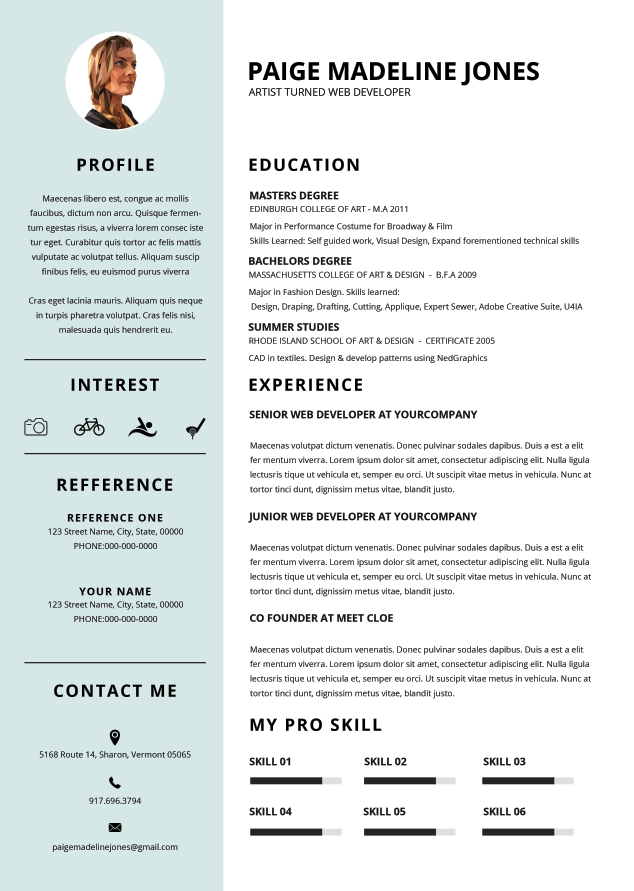 PAIGE MADELINE JONES
ARTIST TURNED WEB DEVELOPER
PROFILE
Maecenas libero est, congue ac mollis
faucibus, dictum non arcu. Quisque fermen-
tum egestas risus, a viverra lorem consec iste
tur eget. Curabitur quis tortor ac felis mattis
vulputate ac volutpat tellus. Aliquam suscip
finibus felis, eu euismod purus viverra
Cras eget lacinia mauris. Aliquam quis neque
in turpis pharetra volutpat. Cras felis nisi,
malesuada quis hendrerit eu.
INTEREST
REFFERENCE
REFERENCE ONE
123 Street Name, City, State, 00000
PHONE:000-000-0000
YOUR NAME
123 Street Name, City, State, 00000
PHONE:000-000-0000
CONTACT ME
5168 Route 14, Sharon, Vermont 05065
917.696.3794
paigemadelinejones@gmail.com
EDUCATION
MASTERS DEGREE
EDINBURGH COLLEGE OF ART - M.A 2011
Major in Performance Costume for Broadway & Film
Skills Learned: Self guided work, Visual Design, Expand forementioned technical skills
BACHELORS DEGREE
MASSACHUSETTS COLLEGE OF ART & DESIGN - B.F.A 2009
Major in Fashion Design. Skills learned:
Design, Draping, Drafting, Cutting, Applique, Expert Sewer, Adobe Creative Suite, U4IA
SUMMER STUDIES
RHODE ISLAND SCHOOL OF ART & DESIGN - CERTIFICATE 2005
CAD in textiles. Design & develop patterns using NedGraphics
EXPERIENCE
SENIOR WEB DEVELOPER AT YOURCOMPANY
Maecenas volutpat dictum venenatis. Donec pulvinar sodales dapibus. Duis a est a elit
fer mentum viverra. Lorem ipsum dolor sit amet, consectetur adipiscing elit. Nulla ligula
lectusris tique ut vehicula et, semper eu orci. Ut suscipit vitae metus in vehicula. Nunc at
tortor tinci dunt, dignissim metus vitae, blandit justo.
JUNIOR WEB DEVELOPER AT YOURCOMPANY
Maecenas volutpat dictum venenatis. Donec pulvinar sodales dapibus. Duis a est a elit
fer mentum viverra. Lorem ipsum dolor sit amet, consectetur adipiscing elit. Nulla ligula
lectusris tique ut vehicula et, semper eu orci. Ut suscipit vitae metus in vehicula. Nunc at
tortor tinci dunt, dignissim metus vitae, blandit justo.
CO FOUNDER AT MEET CLOE
Maecenas volutpat dictum venenatis. Donec pulvinar sodales dapibus. Duis a est a elit
fer mentum viverra. Lorem ipsum dolor sit amet, consectetur adipiscing elit. Nulla ligula
lectusris tique ut vehicula et, semper eu orci. Ut suscipit vitae metus in vehicula. Nunc at
tortor tinci dunt, dignissim metus vitae, blandit justo.
MY PRO SKILL
SKILL 01 SKILL 02 SKILL 03
SKILL 04 SKILL 05 SKILL 06